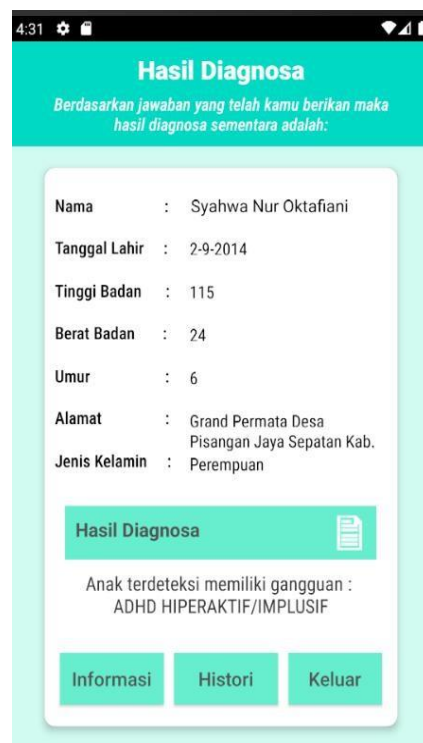 4:31
Hasil Diagnosa
Berdasarkan jawaban yang telah kamu berikan maka
hasil diagnosa sementara adalah:
Nama : Syahwa Nur Oktafiani
Tanggal Lahir : 2-9-2014
Tinggi Badan : 115
Berat Badan : 24
Umur : 6
Alamat : Grand Permata Desa
Pisangan Jaya Sepatan Kab.
Jenis Kelamin : Perempuan
Hasil Diagnosa
Anak terdeteksi memiliki gangguan :
ADHD HIPERAKTIF/IMPLUSIF
Informasi
Histori
Keluar